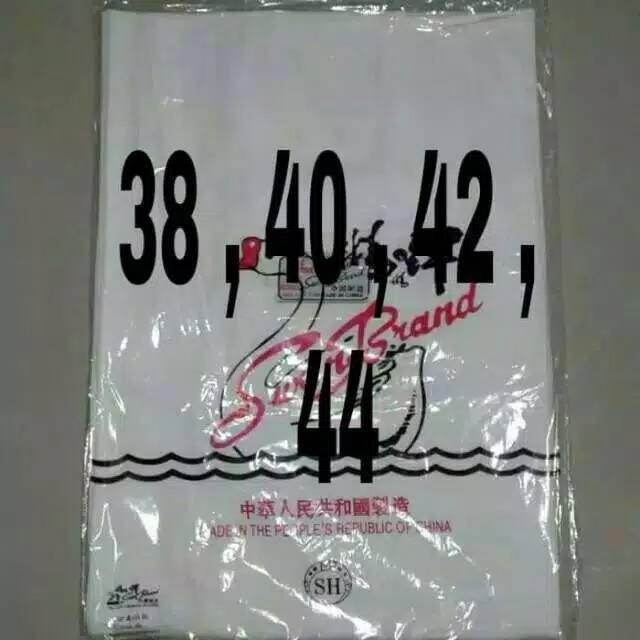 38 , 40 , 42 ,
Swan Brand
44
中華人民共和國製造
MADE IN THE PEOPLE'S REPUBLIC OF CHINA
SH